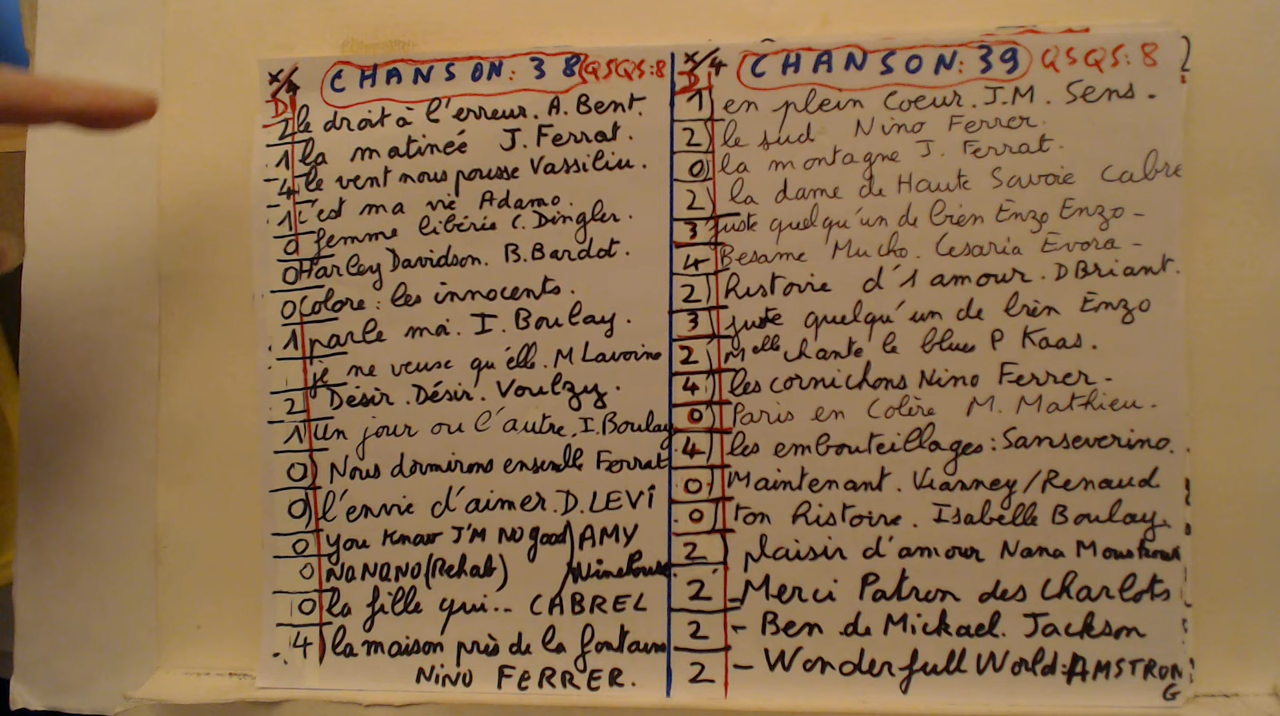 x/4 CHANSON: 38 QSQS:8
D
2 le droit à l'erreur. A. Bent.
1 la matinée J. Ferrat.
4 le vent nous pousse Vassiliu.
1 c'est ma vie Adamo.
0 femme libérée C. Dingler.
0 Harley Davidson. B. Bardot.
0 Colore: les innocents.
1 parle moi. I. Boulay.
je ne veuse qu'elle. M Lavoine
2 Désir. Désir. Voulzy.
1 un jour ou l'autre. I. Boulay
0 Nous dormirons ensemble Ferrat
0 l'envie d'aimer. D. LEVI
0 you know I'M NO good) AMY
0 NANANO (Rehab) / Winehouse
0 la fille qui... CABREL
4 la maison près de la fontaine
NINO FERRER.
x/4 CHANSON: 39 QSQS: 8
D
1) en plein Coeur. J.M. Sens.
2) le sud Nino Ferrer.
0) la montagne J. Ferrat.
2) la dame de Haute Savoie Cabre
3 juste quelqu'un de bien Enzo Enzo -
4 Besame Mucho. Cesaria Evora -
2) histoire d'1 amour. D Briant.
3) juste quelqu'un de bien Enzo
2) Melle chante le blues P Kaas.
4) les cornichons Nino Ferrer -
0) Paris en Colère M. Mathieu -
4) les embouteillages: Sanseverino.
0) Maintenant. Vianney/Renaud
0) ton histoire. Isabelle Boulay.
2 plaisir d'amour Nana Mouskouri
2 - Merci Patron des Charlots
2 - Ben de Mickael. Jackson
2 - Wonderfull World: AMSTRON
G